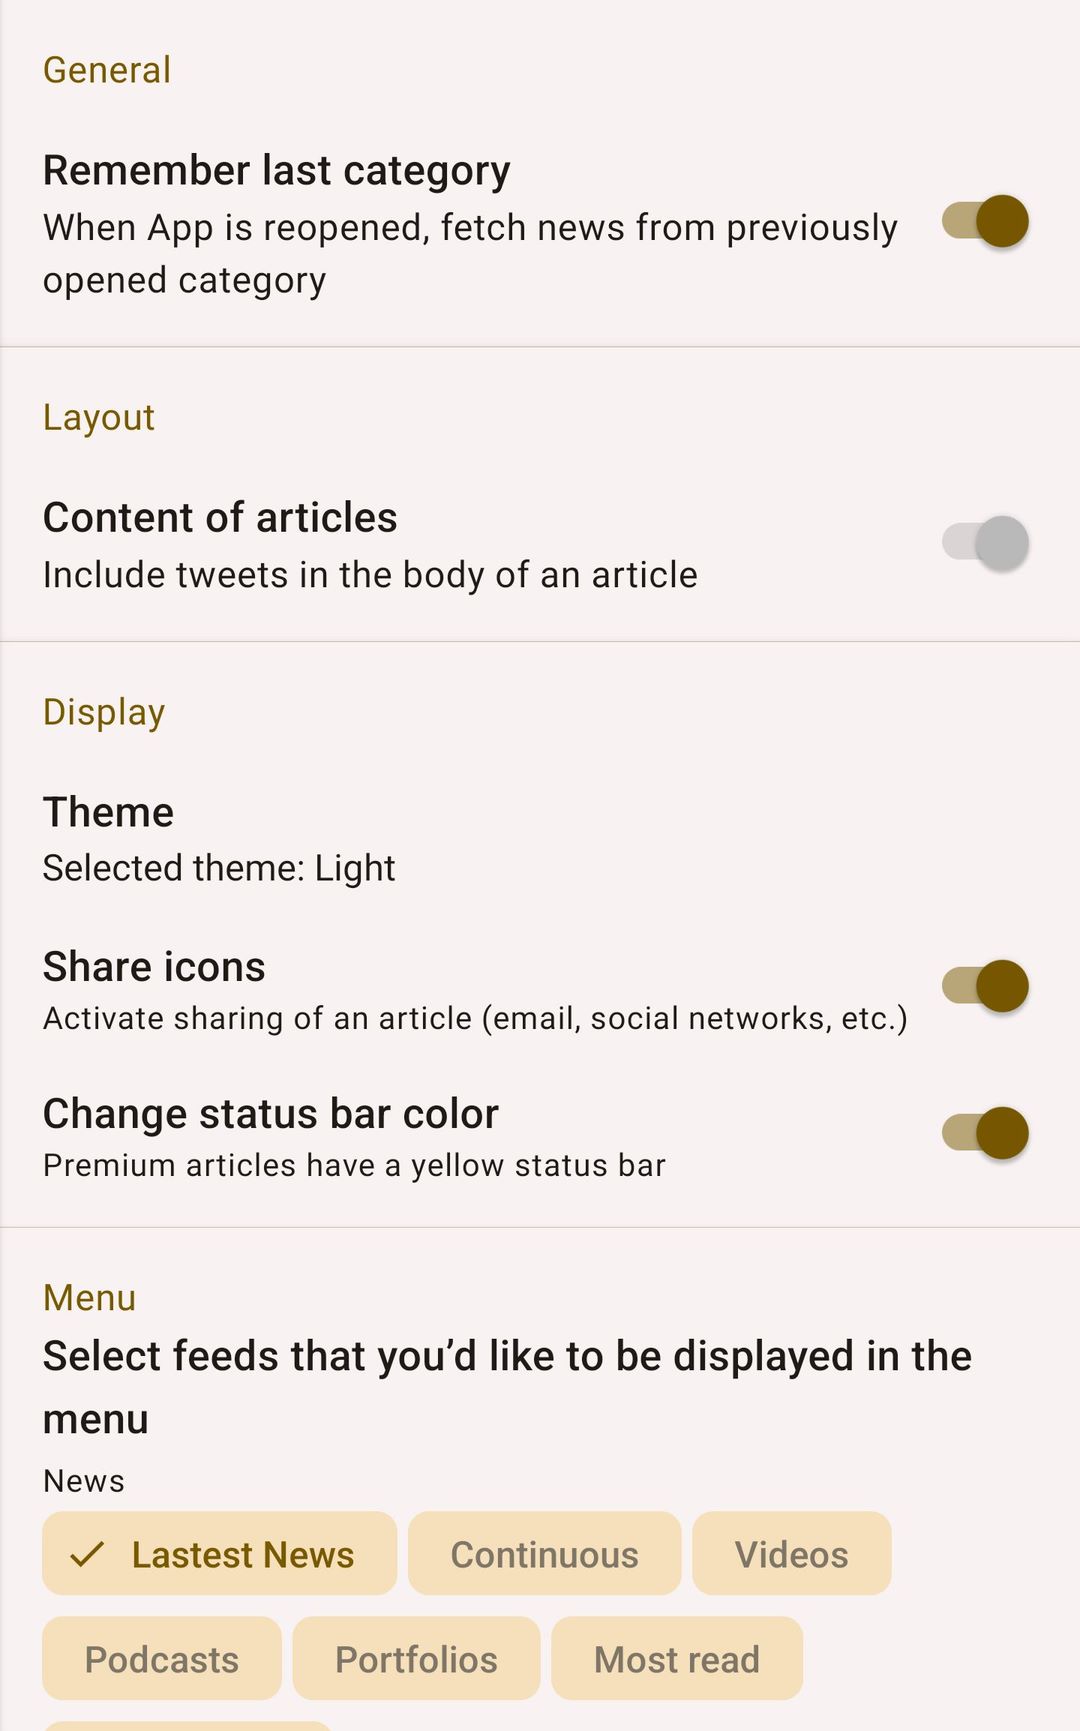 General
Remember last category
When App is reopened, fetch news from previously
opened category
Layout
Content of articles
Include tweets in the body of an article
Display
Theme
Selected theme: Light
Share icons
Activate sharing of an article (email, social networks, etc.)
Change status bar color
Premium articles have a yellow status bar
Menu
Select feeds that you’d like to be displayed in the
menu
News
Lastest News Continuous Videos
Podcasts Portfolios Most read